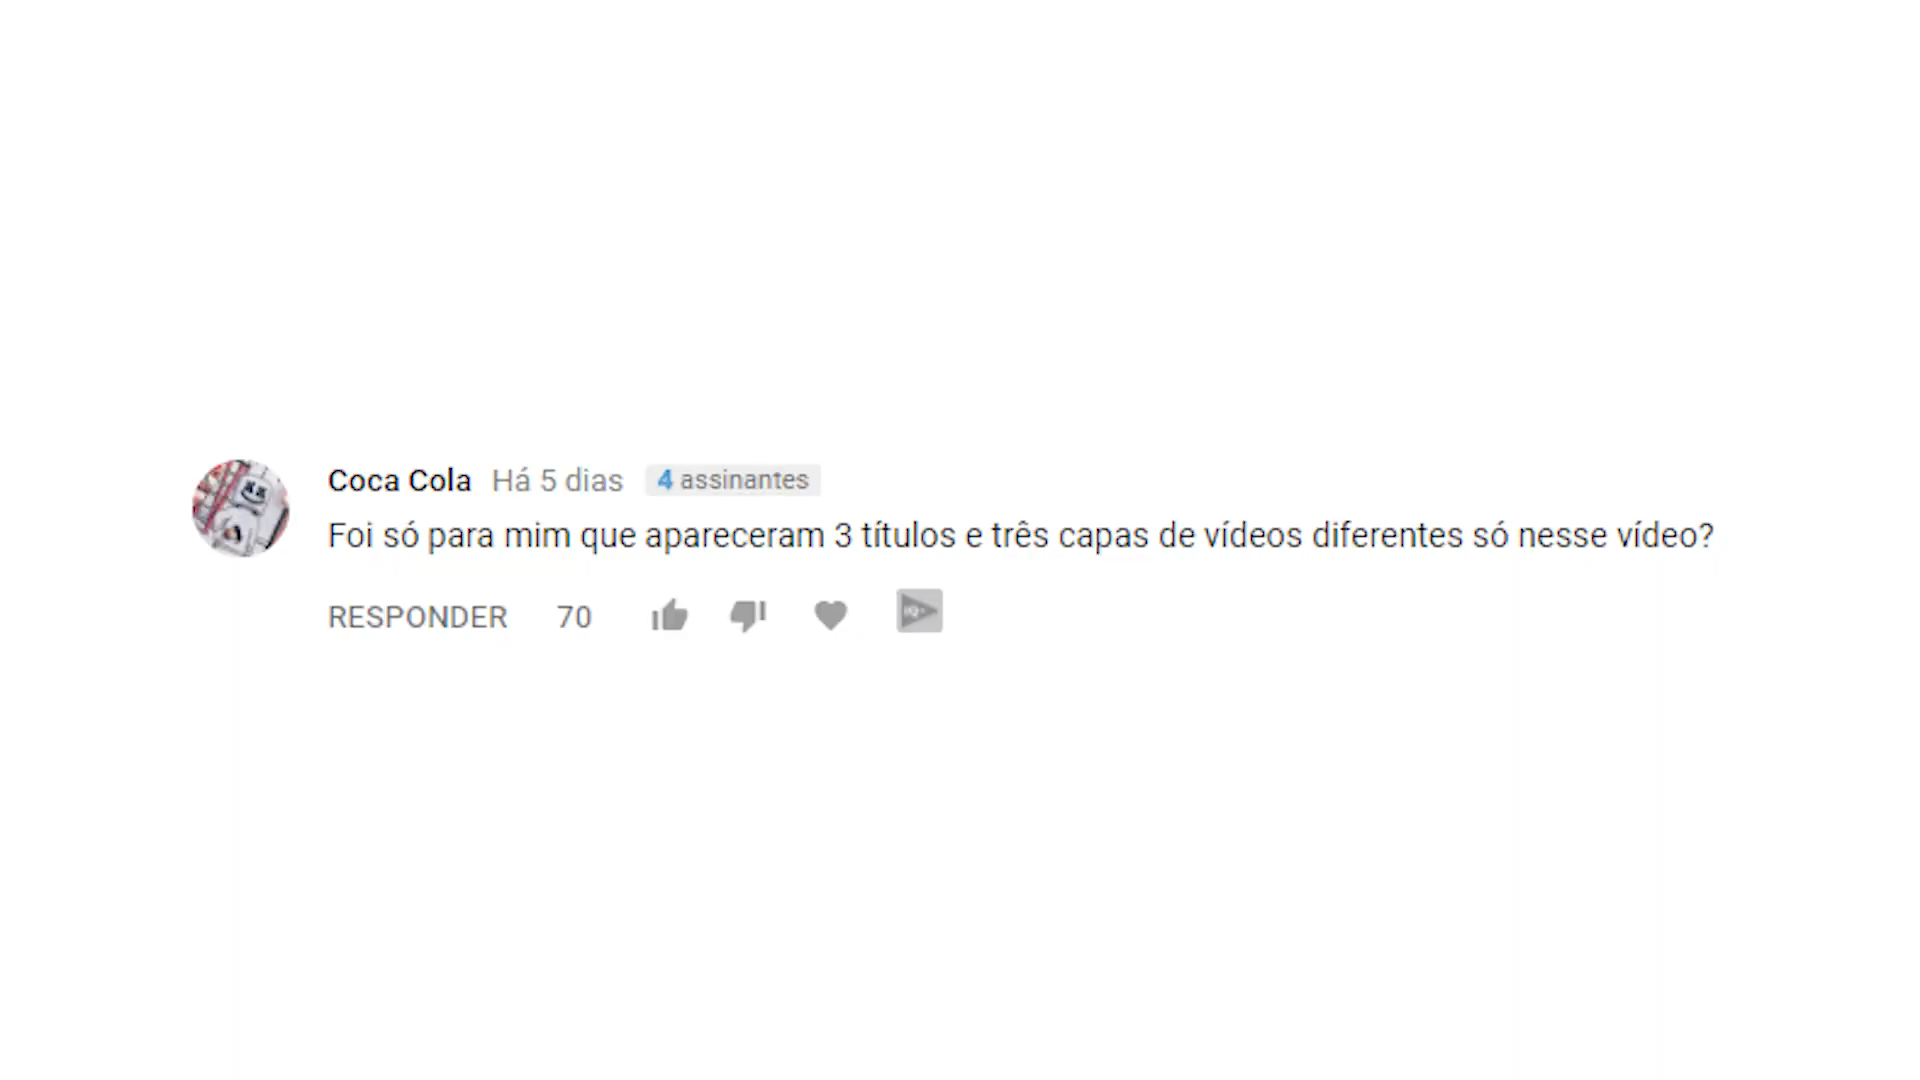 Coca Cola Há 5 dias 4 assinantes
Foi só para mim que apareceram 3 títulos e três capas de vídeos diferentes só nesse vídeo?
RESPONDER 70